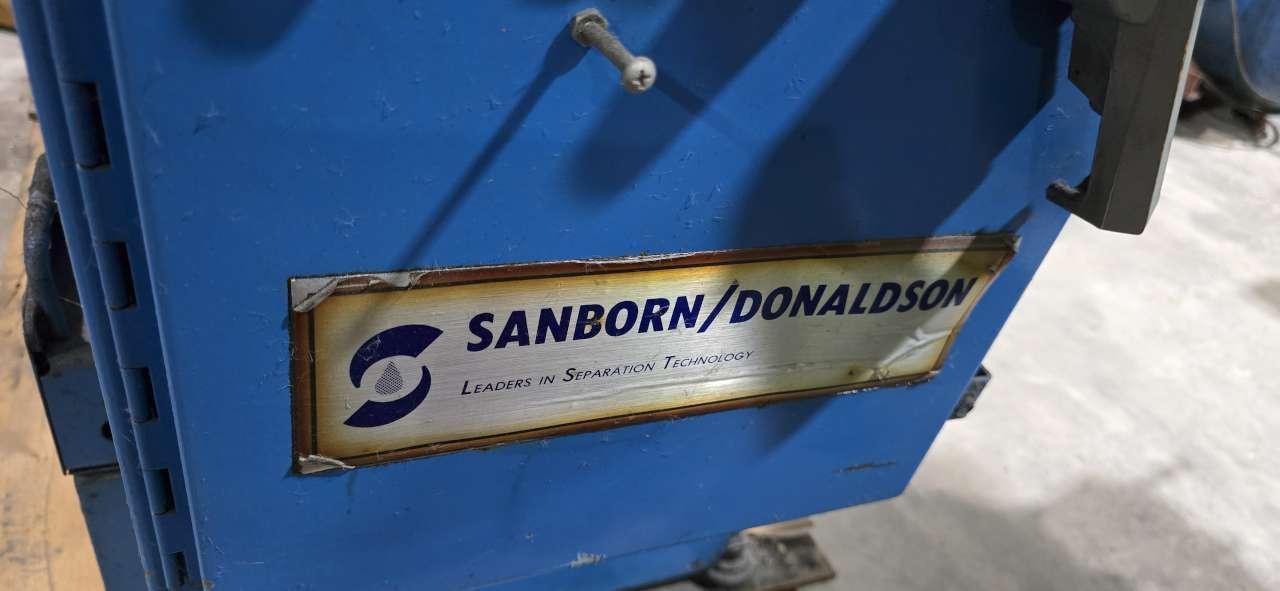 SANBORN/DONALDSON
LEADERS IN SEPARATION TECHNOLOGY